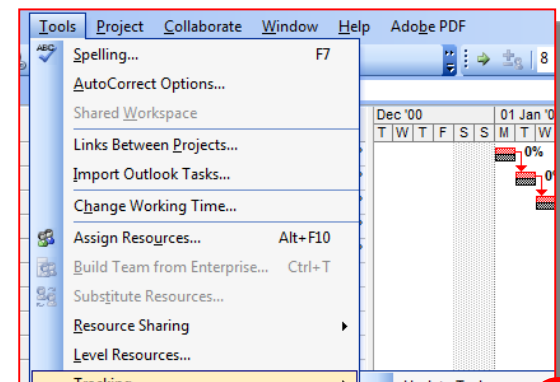 Tools Project Collaborate Window Help Adobe PDF
ABC Spelling... F7
8
AutoCorrect Options...
Shared Workspace
Dec '00 01 Jan '0
T W T F S S M T W
Links Between Projects...
0%
Import Outlook Tasks...
0
Change Working Time...
Assign Resources... Alt+F10
Build Team from Enterprise... Ctrl+T
Substitute Resources...
Resource Sharing
Level Resources...
Tracking